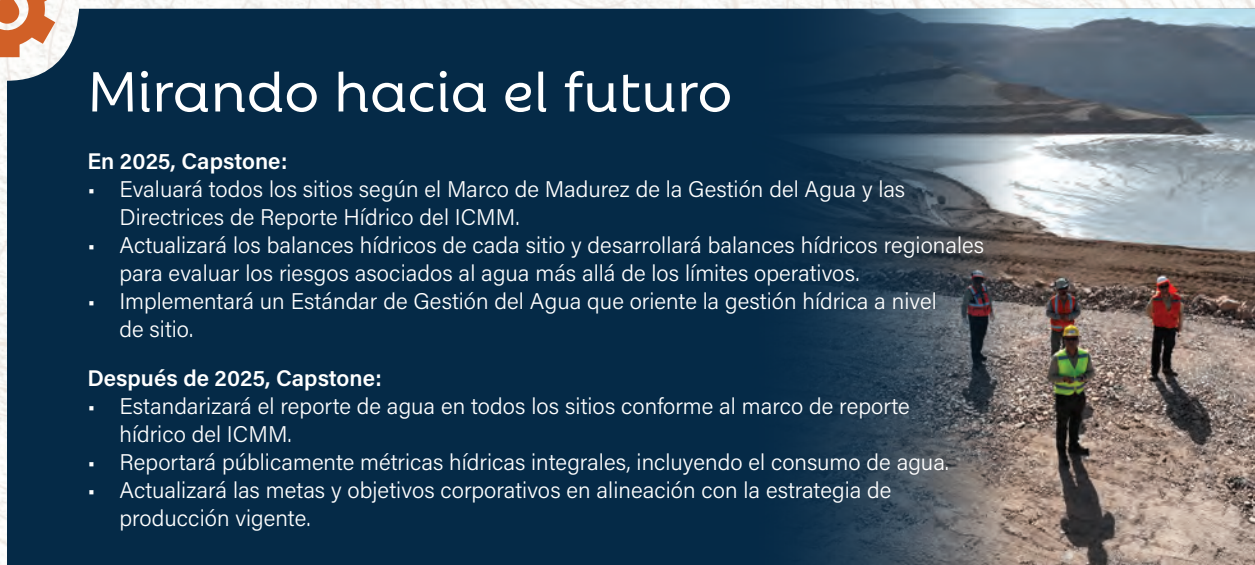 Mirando hacia el futuro
En 2025, Capstone:
▪ Evaluará todos los sitios según el Marco de Madurez de la Gestión del Agua y las
Directrices de Reporte Hídrico del ICMM.
▪ Actualizará los balances hídricos de cada sitio y desarrollará balances hídricos regionales
para evaluar los riesgos asociados al agua más allá de los límites operativos.
▪ Implementará un Estándar de Gestión del Agua que oriente la gestión hídrica a nivel
de sitio.
Después de 2025, Capstone:
▪ Estandarizará el reporte de agua en todos los sitios conforme al marco de reporte
hídrico del ICMM.
▪ Reportará públicamente métricas hídricas integrales, incluyendo el consumo de agua.
▪ Actualizará las metas y objetivos corporativos en alineación con la estrategia de
producción vigente.